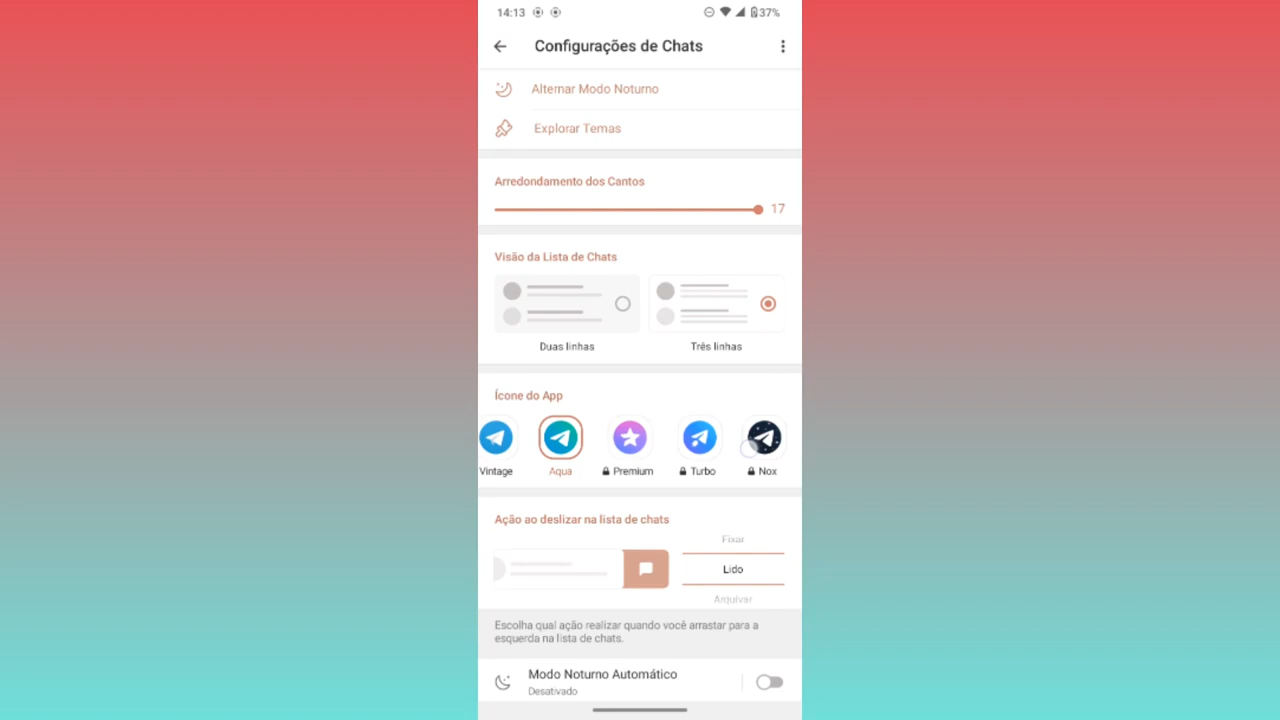 14:13 37%
Configurações de Chats
Alternar Modo Noturno
Explorar Temas
Arredondamento dos Cantos
17
Visão da Lista de Chats
Duas linhas Três linhas
Ícone do App
Vintage Aqua Premium Turbo Nox
Ação ao deslizar na lista de chats
Fixar
Lido
Arquivar
Escolha qual ação realizar quando você arrastar para a
esquerda na lista de chats.
Modo Noturno Automático
Desativado